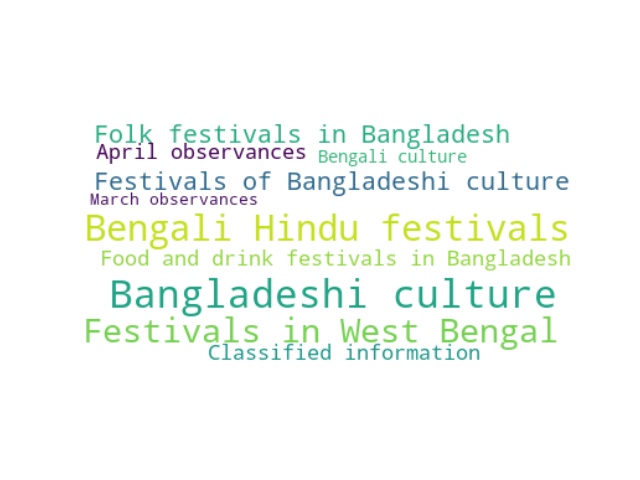 Folk festivals in Bangladesh
April observances
Bengali culture
Festivals of Bangladeshi culture
March observances
Bengali Hindu festivals
Food and drink festivals in Bangladesh
Bangladeshi culture
Festivals in West Bengal
Classified information